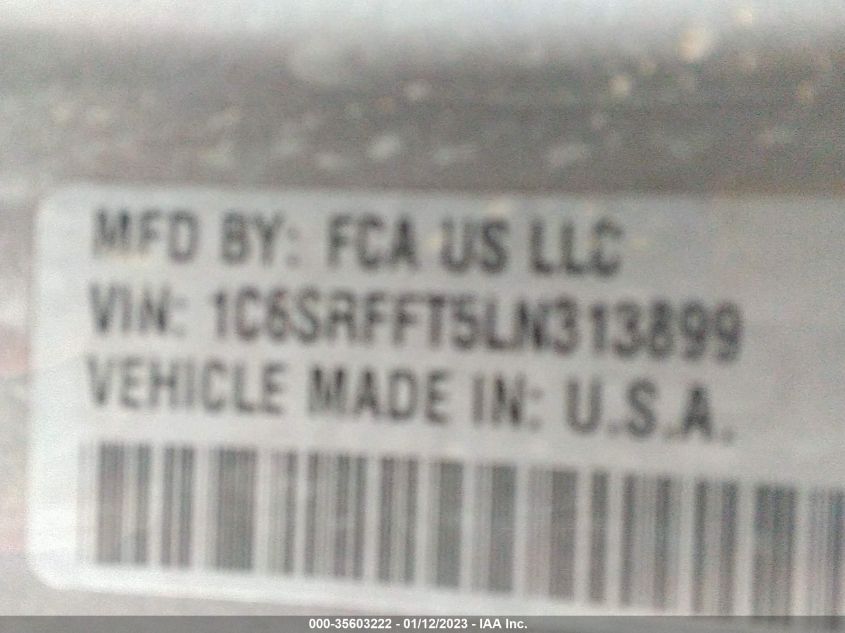 MFD BY: FCA US LLC
VIN: 1C6SRFFT5LN313899
VEHICLE MADE IN: U.S.A.
000-35603222 - 01/12/2023 - IAA Inc.